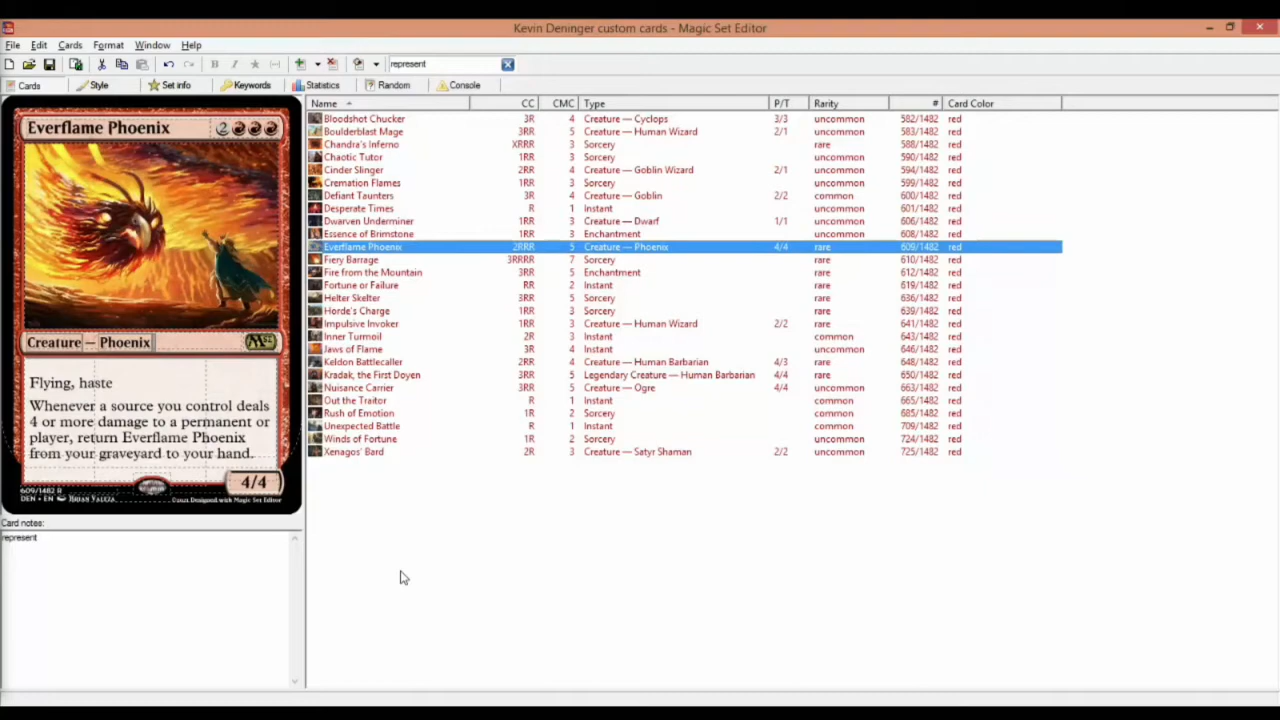 Kevin Deninger custom cards - Magic Set Editor
File Edit Cards Format Window Help
represent
Cards Style Set info Keywords Statistics Random Console
Name CC CMC Type P/T Rarity # Card Color
Bloodshot Chucker 3R 4 Creature — Cyclops 3/3 uncommon 582/1482 red
Boulderblast Mage 3RR 5 Creature — Human Wizard 2/1 uncommon 583/1482 red
Chandra's Inferno XRRR 3 Sorcery rare 588/1482 red
Chaotic Tutor 1RR 3 Sorcery uncommon 590/1482 red
Cinder Slinger 2RR 4 Creature — Goblin Wizard 2/1 uncommon 594/1482 red
Cremation Flames 1RR 3 Sorcery uncommon 599/1482 red
Defiant Taunters 3R 4 Creature — Goblin 2/2 common 600/1482 red
Desperate Times R 1 Instant uncommon 601/1482 red
Dwarven Underminer 1RR 3 Creature — Dwarf 1/1 uncommon 606/1482 red
Essence of Brimstone 1RR 3 Enchantment uncommon 608/1482 red
Everflame Phoenix 2RRR 5 Creature — Phoenix 4/4 rare 609/1482 red
Fiery Barrage 3RRRR 7 Sorcery rare 610/1482 red
Fire from the Mountain 3RR 5 Enchantment rare 612/1482 red
Fortune or Failure RR 2 Instant rare 619/1482 red
Helter Skelter 3RR 5 Sorcery rare 636/1482 red
Horde's Charge 1RR 3 Sorcery rare 639/1482 red
Impulsive Invoker 1RR 3 Creature — Human Wizard 2/2 rare 641/1482 red
Inner Turmoil 2R 3 Instant common 643/1482 red
Jaws of Flame 3R 4 Instant uncommon 646/1482 red
Keldon Battlecaller 2RR 4 Creature — Human Barbarian 4/3 rare 648/1482 red
Kradak, the First Doyen 3RR 5 Legendary Creature — Human Barbarian 4/4 rare 650/1482 red
Nuisance Carrier 3RR 5 Creature — Ogre 4/4 uncommon 663/1482 red
Out the Traitor R 1 Instant common 665/1482 red
Rush of Emotion 1R 2 Sorcery common 685/1482 red
Unexpected Battle R 1 Instant common 709/1482 red
Winds of Fortune 1R 2 Sorcery uncommon 724/1482 red
Xenagos' Bard 2R 3 Creature — Satyr Shaman 2/2 uncommon 725/1482 red
Everflame Phoenix 2
Creature — Phoenix
Flying, haste
Whenever a source you control deals
4 or more damage to a permanent or
player, return Everflame Phoenix
from your graveyard to your hand.
4/4
609/1482 R
DEN • EN
Designed with Magic Set Editor
Card notes:
represent